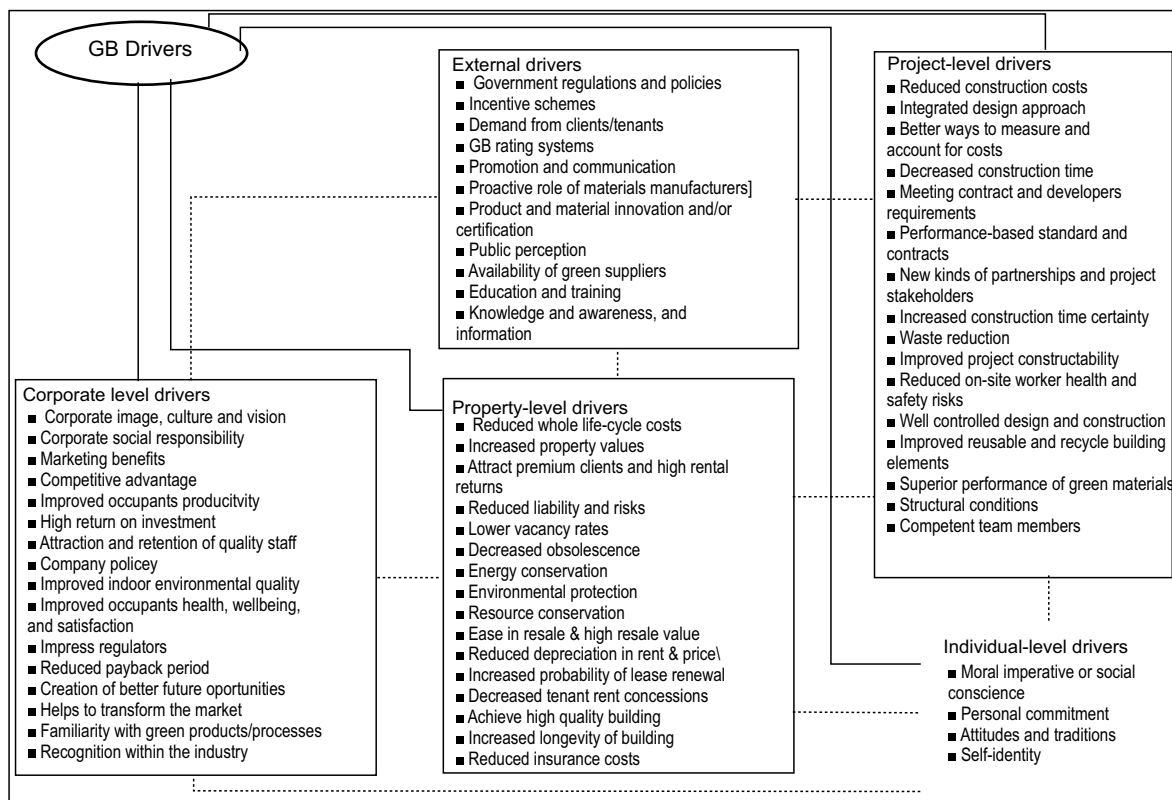 GB Drivers
External drivers
■ Government regulations and policies
■ Incentive schemes
■ Demand from clients/tenants
■ GB rating systems
■ Promotion and communication
■ Proactive role of materials manufacturers]
■ Product and material innovation and/or
certification
■ Public perception
■ Availability of green suppliers
■ Education and training
■ Knowledge and awareness, and
information
Project-level drivers
■ Reduced construction costs
■ Integrated design approach
■ Better ways to measure and
account for costs
■ Decreased construction time
■ Meeting contract and developers
requirements
■ Performance-based standard and
contracts
■ New kinds of partnerships and project
stakeholders
■ Increased construction time certainty
■ Waste reduction
■ Improved project constructability
■ Reduced on-site worker health and
safety risks
■ Well controlled design and construction
■ Improved reusable and recycle building
elements
■ Superior performance of green materials
■ Structural conditions
■ Competent team members
Corporate level drivers
■ Corporate image, culture and vision
■ Corporate social responsibility
■ Marketing benefits
■ Competitive advantage
■ Improved occupants producitvity
■ High return on investment
■ Attraction and retention of quality staff
■ Company policey
■ Improved indoor environmental quality
■ Improved occupants health, wellbeing,
and satisfaction
■ Impress regulators
■ Reduced payback period
■ Creation of better future oportunities
■ Helps to transform the market
■ Familiarity with green products/processes
■ Recognition within the industry
Property-level drivers
■ Reduced whole life-cycle costs
■ Increased property values
■ Attract premium clients and high rental
returns
■ Reduced liability and risks
■ Lower vacancy rates
■ Decreased obsolescence
■ Energy conservation
■ Environmental protection
■ Resource conservation
■ Ease in resale & high resale value
■ Reduced depreciation in rent & price\
■ Increased probability of lease renewal
■ Decreased tenant rent concessions
■ Achieve high quality building
■ Increased longevity of building
■ Reduced insurance costs
Individual-level drivers
■ Moral imperative or social
conscience
■ Personal commitment
■ Attitudes and traditions
■ Self-identity